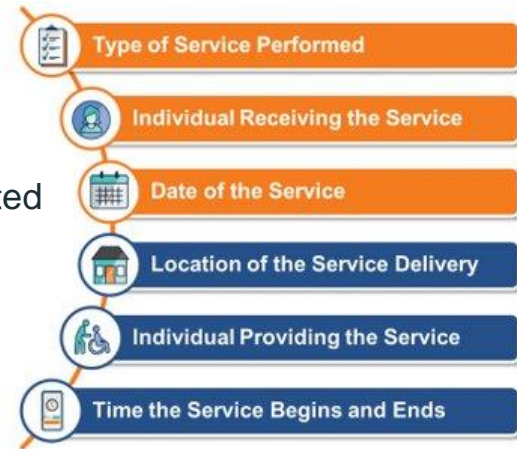 Type of Service Performed
Individual Receiving the Service
Date of the Service
Location of the Service Delivery
Individual Providing the Service
Time the Service Begins and Ends